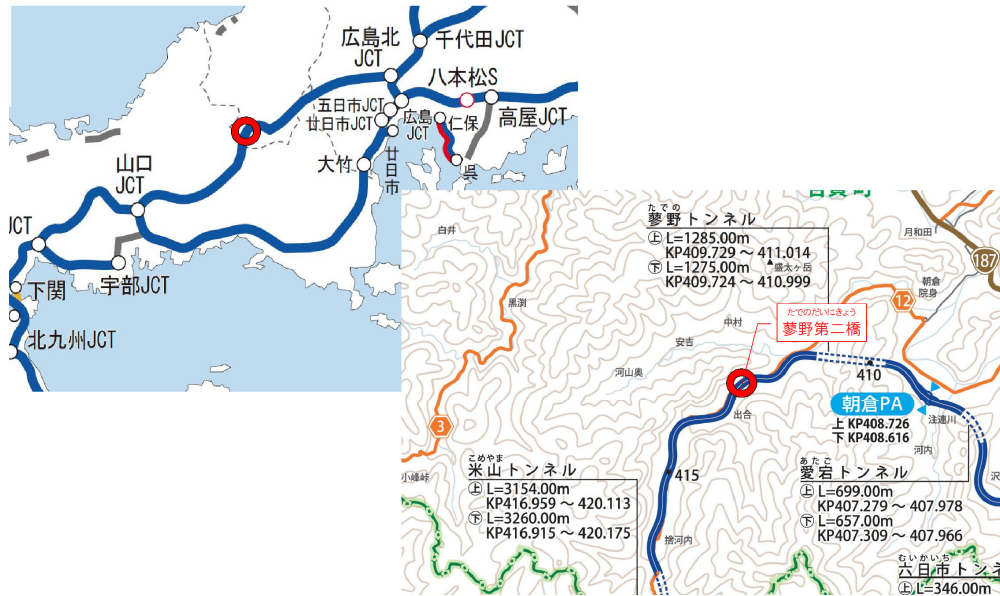 広島北
JCT
千代田JCT
八本松S
五日市JCT
廿日市JCT
広島
JCT
仁保
高屋JCT
大竹
廿日市
呉
山口
JCT
JCT
宇部JCT
下関
北九州JCT
吉賀町
たでの
蓼野トンネル
上 L=1285.00m
KP409.729 ～ 411.014
下 L=1275.00m
KP409.724 ～ 410.999
盛太ヶ岳
白井
黒渕
月和田
187
朝倉
院身
12
たでのだいにきょう
蓼野第二橋
中村
安吉
河山奥
410
朝倉PA
上 KP408.726
下 KP408.616
注連川
河内
出合
3
小峰峠
415
こめやま
米山トンネル
上 L=3154.00m
KP416.959 ～ 420.113
下 L=3260.00m
KP416.915 ～ 420.175
あたご
愛宕トンネル
上 L=699.00m
KP407.279 ～ 407.978
下 L=657.00m
KP407.309 ～ 407.966
沢
捨河内
むいかいち
六日市トンネ
上 L=346.00m